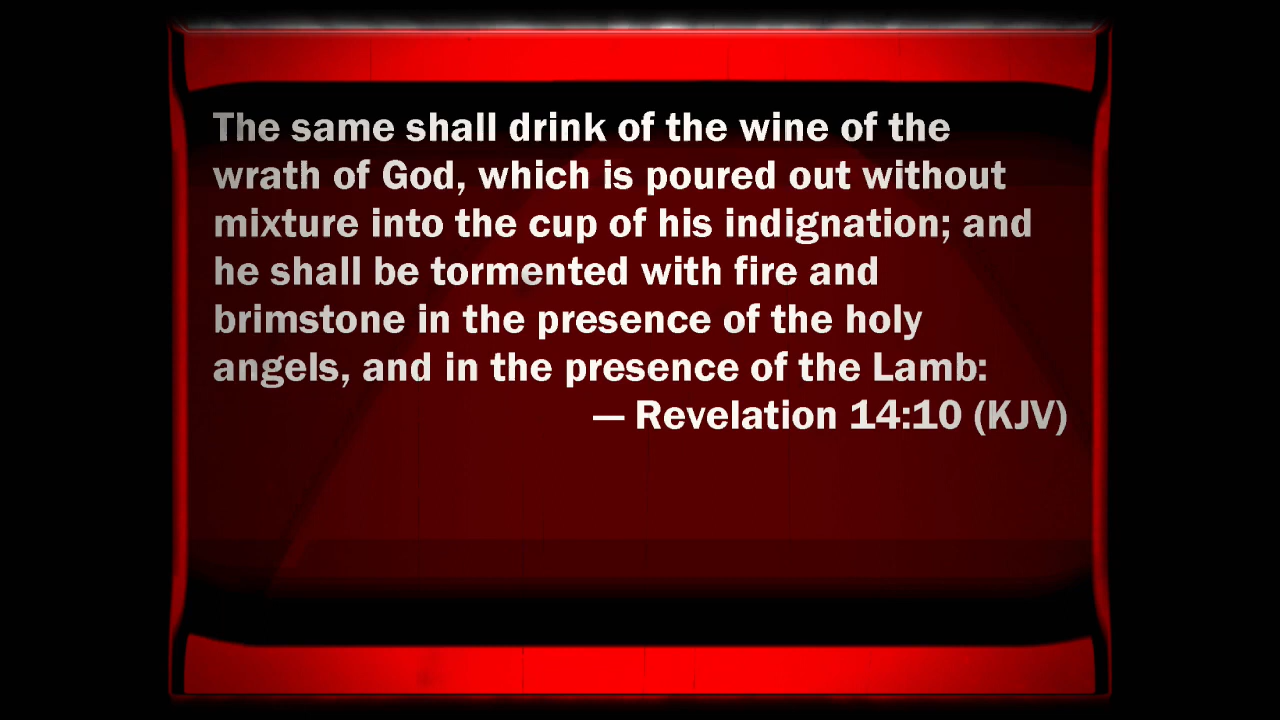 The same shall drink of the wine of the
wrath of God, which is poured out without
mixture into the cup of his indignation; and
he shall be tormented with fire and
brimstone in the presence of the holy
angels, and in the presence of the Lamb:
— Revelation 14:10 (KJV)